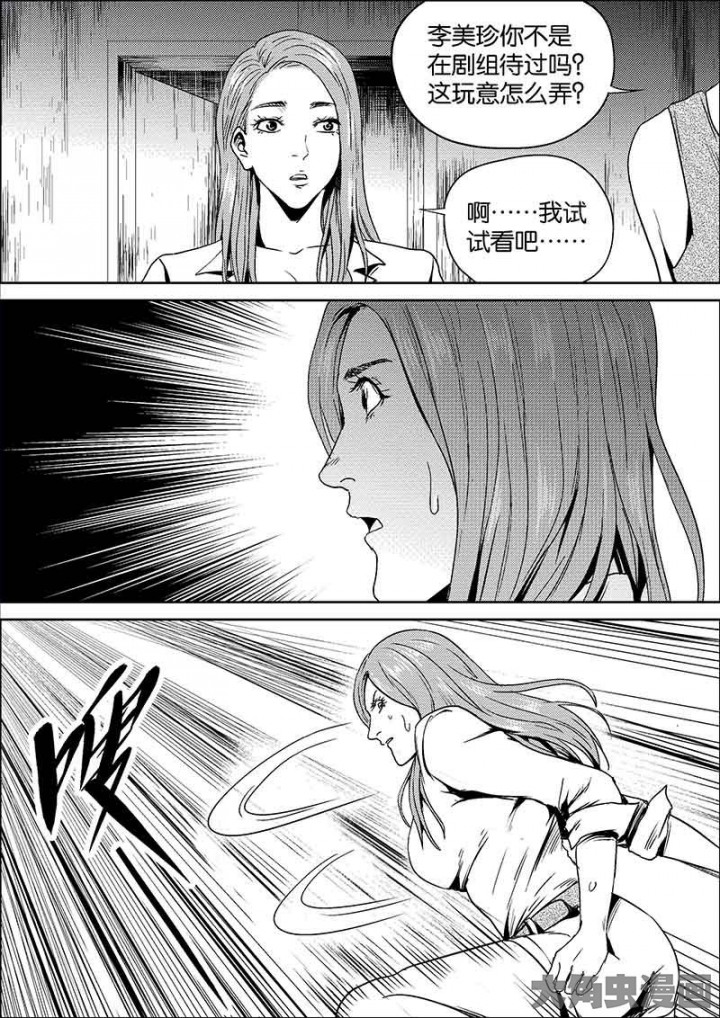 李美珍你不是
在剧组待过吗？
这玩意怎么弄？
啊……我试
试看吧……
大角虫漫画